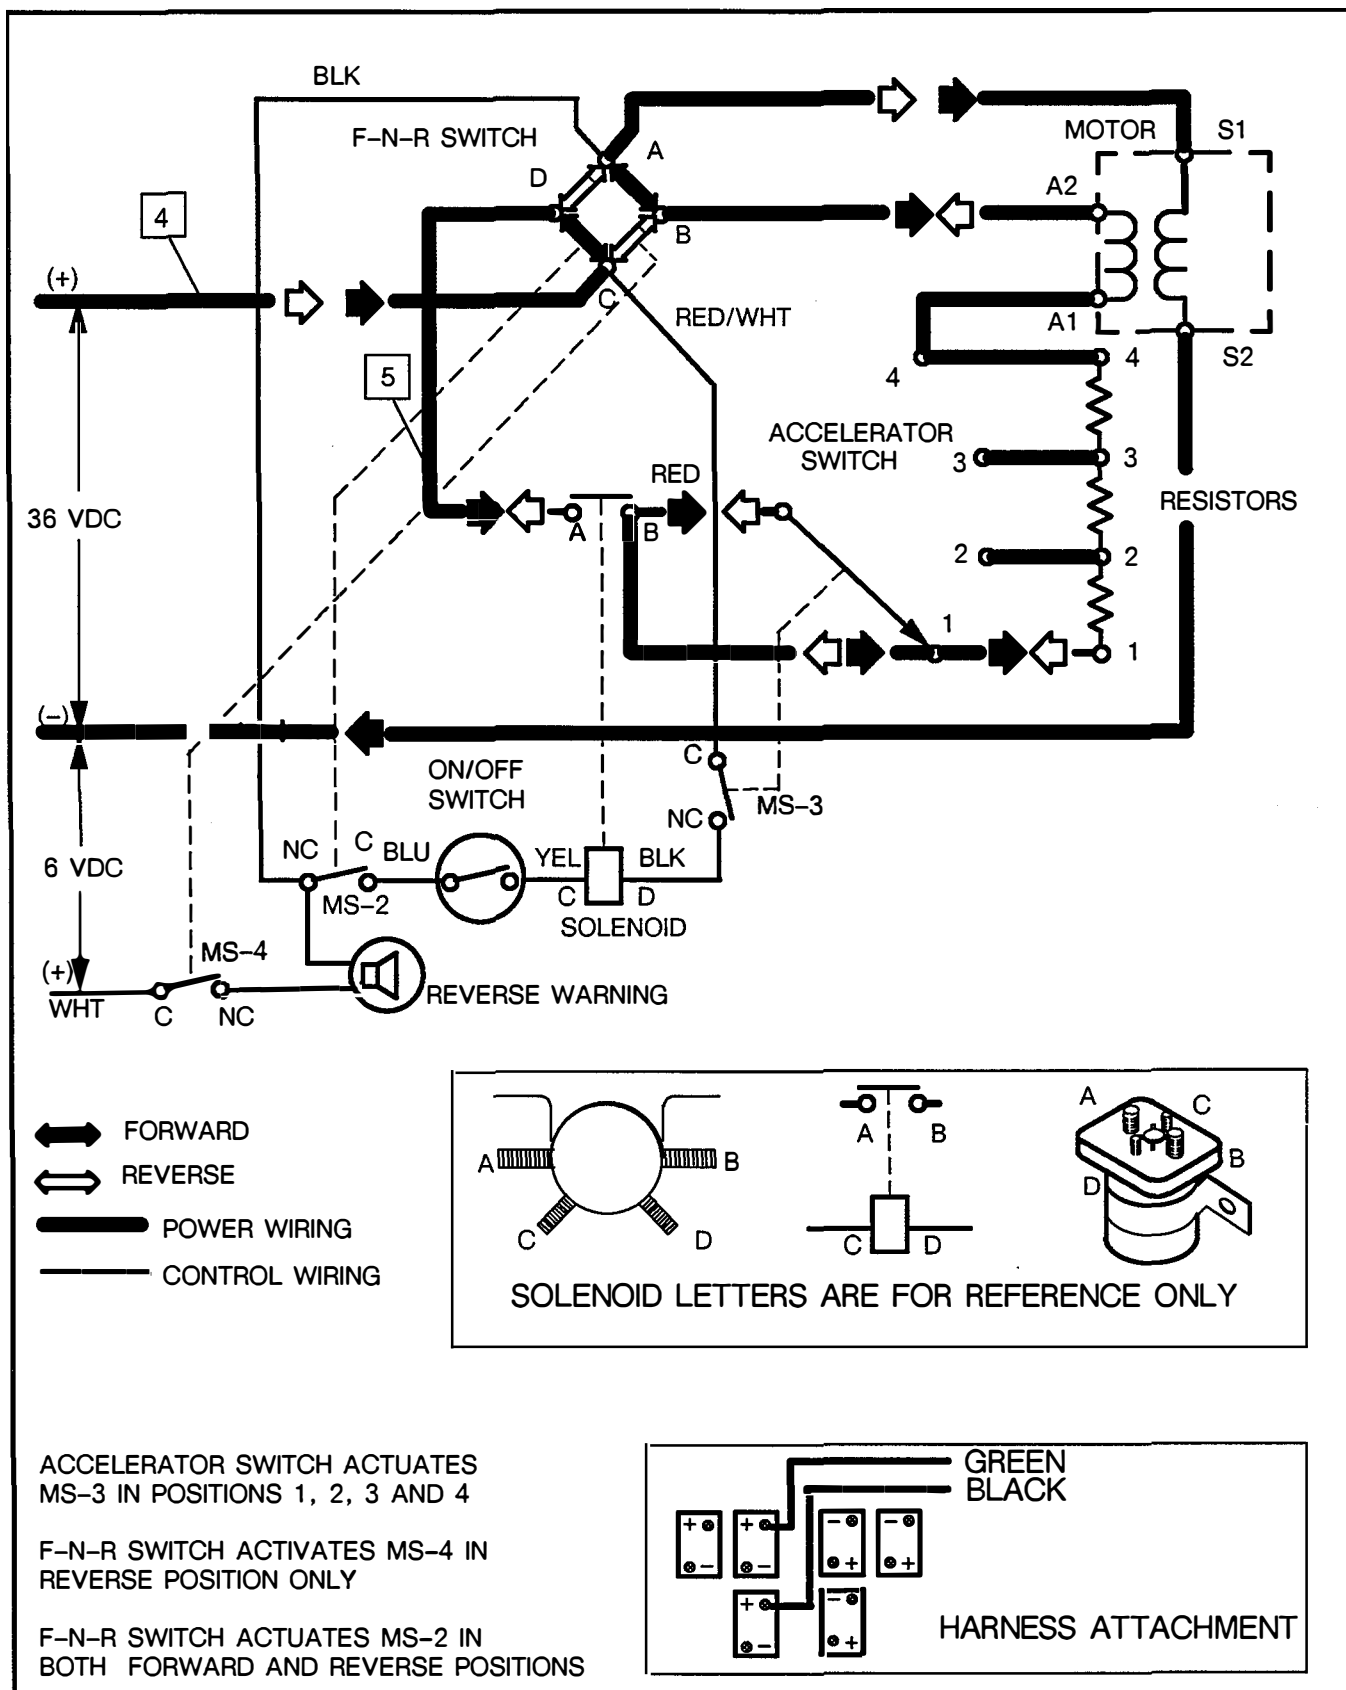 BLK
F-N-R SWITCH
A
D
B
C
MOTOR
S1
A2
A1
S2
4
(+)
RED/WHT
5
4
4
ACCELERATOR
SWITCH
3
3
RED
RESISTORS
36 VDC
A
B
2
2
1
1
(-)
ON/OFF
SWITCH
C
MS-3
NC
6 VDC
NC
C
BLU
YEL
BLK
MS-2
C
D
SOLENOID
MS-4
(+)
WHT
C
NC
REVERSE WARNING
FORWARD
REVERSE
POWER WIRING
CONTROL WIRING
A
B
C
D
A
B
C
D
A
C
B
D
SOLENOID LETTERS ARE FOR REFERENCE ONLY
ACCELERATOR SWITCH ACTUATES
MS-3 IN POSITIONS 1, 2, 3 AND 4
F-N-R SWITCH ACTIVATES MS-4 IN
REVERSE POSITION ONLY
F-N-R SWITCH ACTUATES MS-2 IN
BOTH FORWARD AND REVERSE POSITIONS
GREEN
BLACK
+ -
+ -
- +
- +
+ -
- +
HARNESS ATTACHMENT